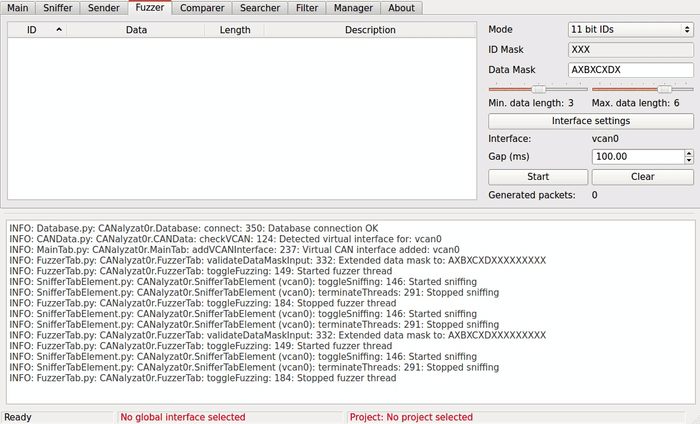 Main Sniffer Sender Fuzzer Comparer Searcher Filter Manager About
ID Data Length Description
Mode 11 bit IDs
ID Mask XXX
Data Mask AXBXCXDX
Min. data length: 3 Max. data length: 6
Interface settings
Interface: vcan0
Gap (ms) 100.00
Start Clear
Generated packets: 0
INFO: Database.py: CANalyzat0r.Database: connect: 350: Database connection OK
INFO: CANData.py: CANalyzat0r.CANData: checkVCAN: 124: Detected virtual interface for: vcan0
INFO: MainTab.py: CANalyzat0r.MainTab: addVCANInterface: 237: Virtual CAN interface added: vcan0
INFO: FuzzerTab.py: CANalyzat0r.FuzzerTab: validateDataMaskInput: 332: Extended data mask to: AXBXCXDXXXXXXXXX
INFO: FuzzerTab.py: CANalyzat0r.FuzzerTab: toggleFuzzing: 149: Started fuzzer thread
INFO: SnifferTabElement.py: CANalyzat0r.SnifferTabElement (vcan0): toggleSniffing: 146: Started sniffing
INFO: SnifferTabElement.py: CANalyzat0r.SnifferTabElement (vcan0): terminateThreads: 291: Stopped sniffing
INFO: FuzzerTab.py: CANalyzat0r.FuzzerTab: toggleFuzzing: 184: Stopped fuzzer thread
INFO: SnifferTabElement.py: CANalyzat0r.SnifferTabElement (vcan0): toggleSniffing: 146: Started sniffing
INFO: SnifferTabElement.py: CANalyzat0r.SnifferTabElement (vcan0): terminateThreads: 291: Stopped sniffing
INFO: FuzzerTab.py: CANalyzat0r.FuzzerTab: validateDataMaskInput: 332: Extended data mask to: AXBXCXDXXXXXXXXX
INFO: FuzzerTab.py: CANalyzat0r.FuzzerTab: toggleFuzzing: 149: Started fuzzer thread
INFO: SnifferTabElement.py: CANalyzat0r.SnifferTabElement (vcan0): toggleSniffing: 146: Started sniffing
INFO: SnifferTabElement.py: CANalyzat0r.SnifferTabElement (vcan0): terminateThreads: 291: Stopped sniffing
INFO: FuzzerTab.py: CANalyzat0r.FuzzerTab: toggleFuzzing: 184: Stopped fuzzer thread
Ready No global interface selected Project: No project selected